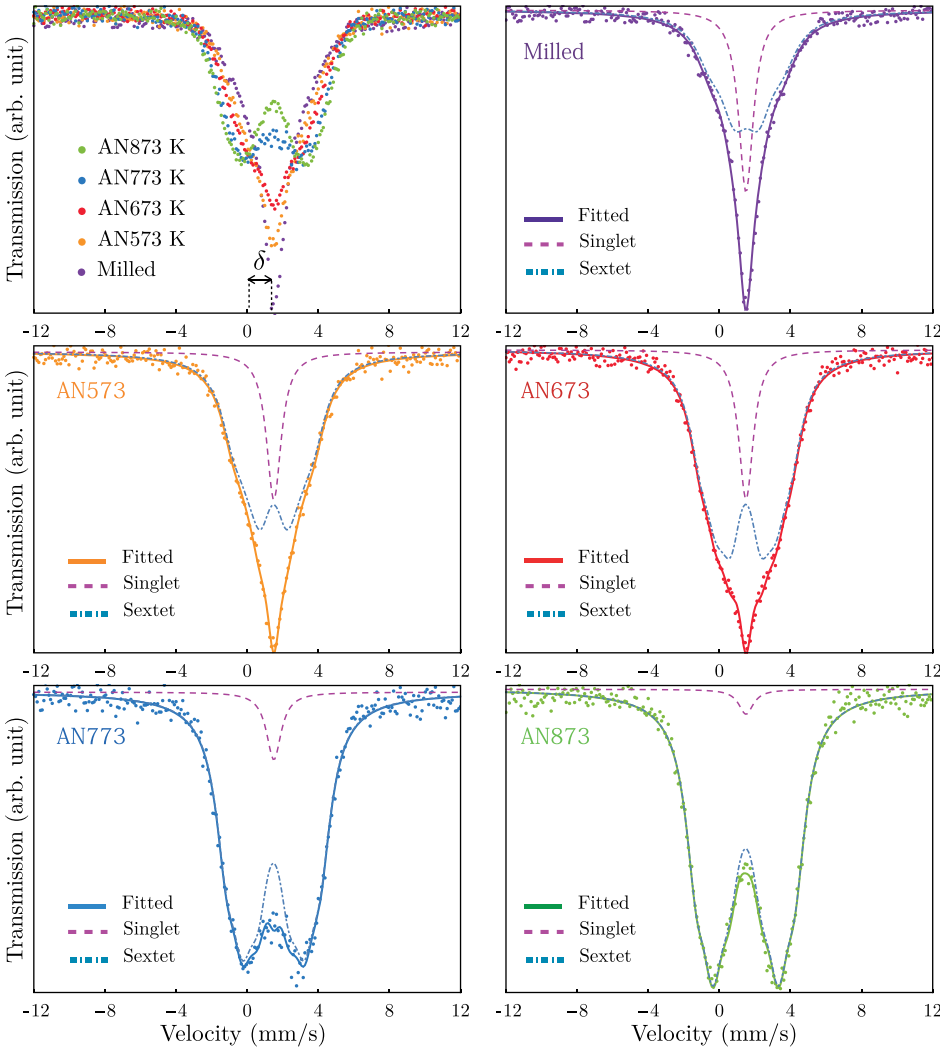 Transmission (arb. unit)
AN873 K
AN773 K
AN673 K
AN573 K
Milled
δ
-12 -8 -4 0 4 8 12
Milled
Fitted
Singlet
Sextet
-12 -8 -4 0 4 8 12
Transmission (arb. unit)
AN573
Fitted
Singlet
Sextet
-12 -8 -4 0 4 8 12
AN673
Fitted
Singlet
Sextet
-12 -8 -4 0 4 8 12
Transmission (arb. unit)
AN773
Fitted
Singlet
Sextet
-12 -8 -4 0 4 8 12
Velocity (mm/s)
AN873
Fitted
Singlet
Sextet
-12 -8 -4 0 4 8 12
Velocity (mm/s)